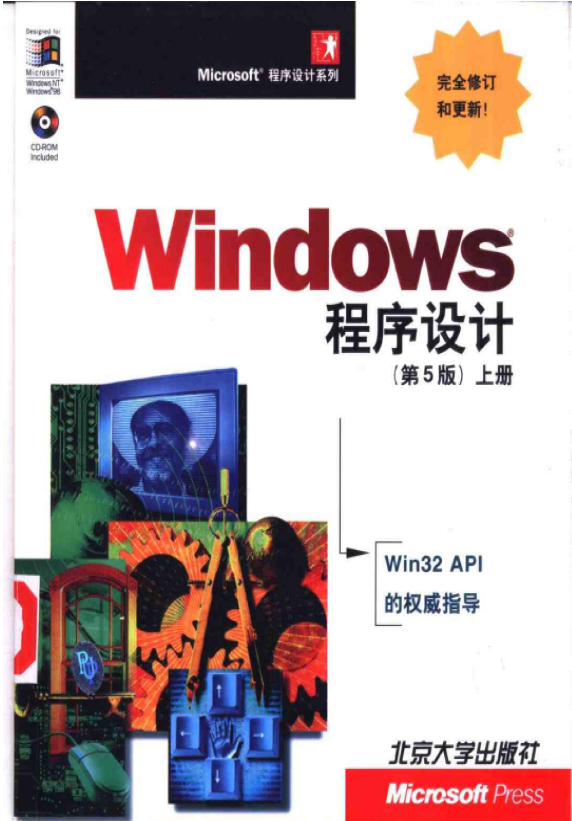 Designed for
Microsoft®
Windows NT®
Windows®98
CD-ROM
Included
Microsoft® 程序设计系列
完全修订
和更新!
Windows®
程序设计
(第5版) 上册
Win32 API
的权威指导
北京大学出版社
Microsoft Press